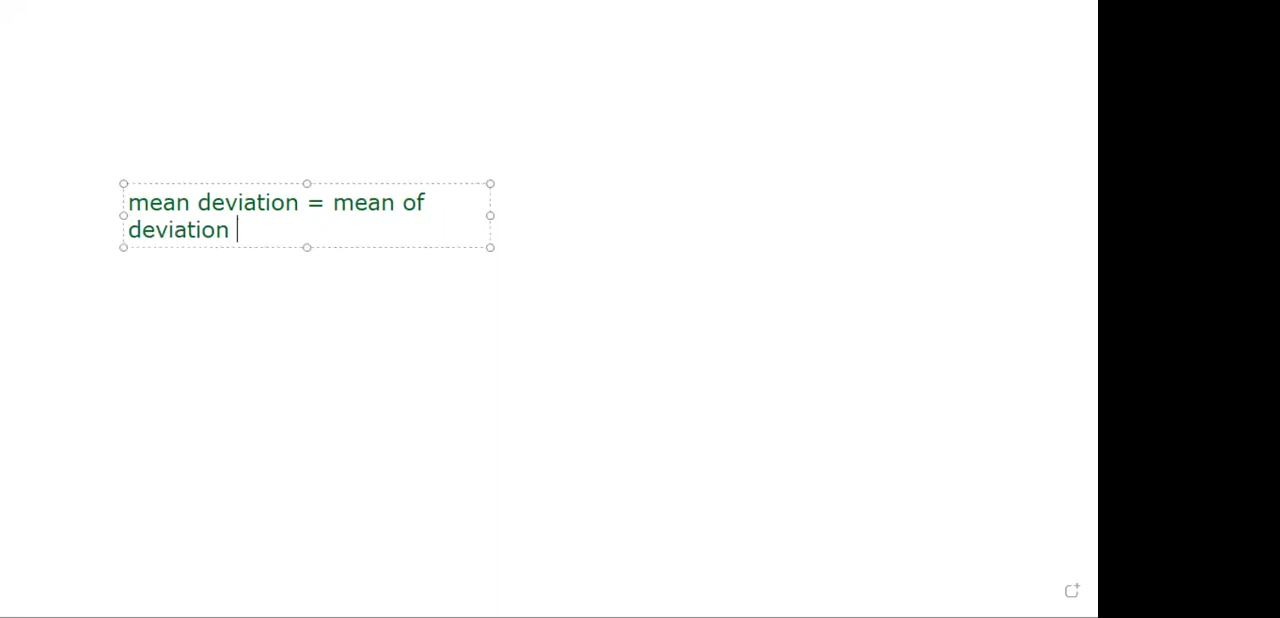 mean deviation = mean of
deviation